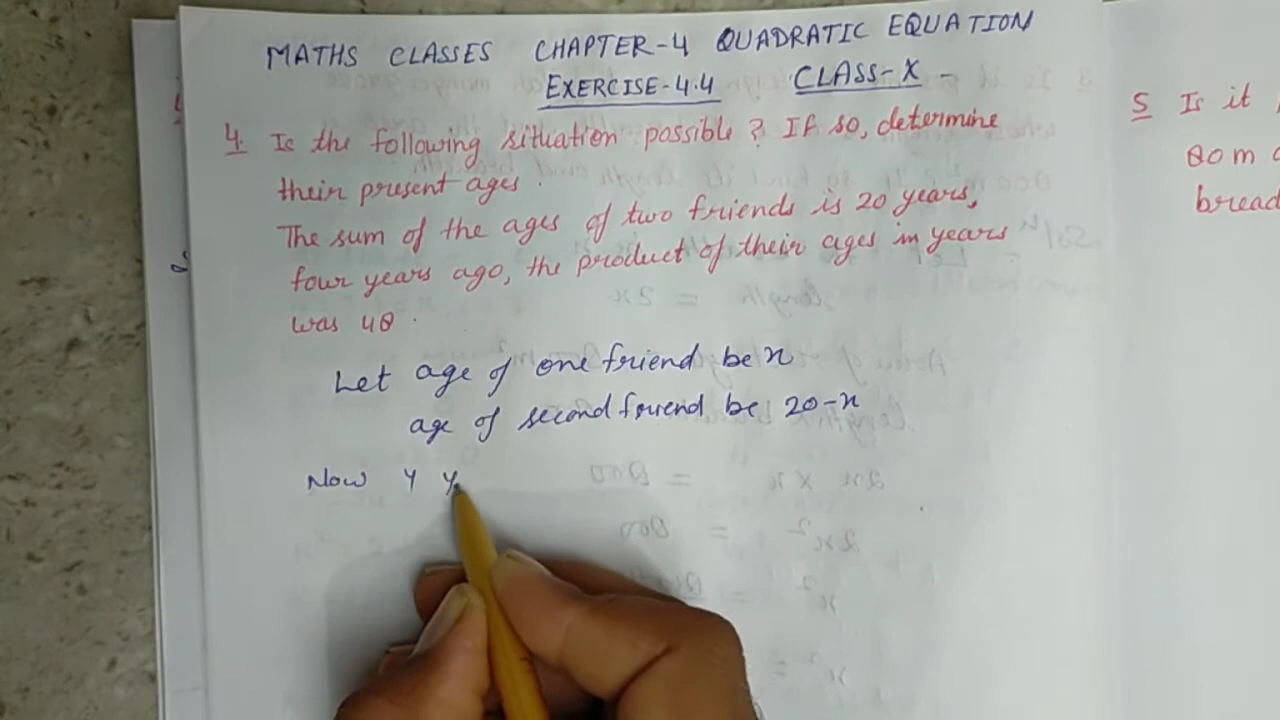 MATHS CLASSES CHAPTER-4 QUADRATIC EQUATION
EXERCISE-4.4 CLASS-X -
4 Is the following situation possible ? If so, determine
their present ages .
The sum of the ages of two friends is 20 years,
four years ago, the product of their ages in years
was 48 .
Let age of one friend be x
age of second friend be 20-x
Now 4 y
5 Is it
80 m
bread